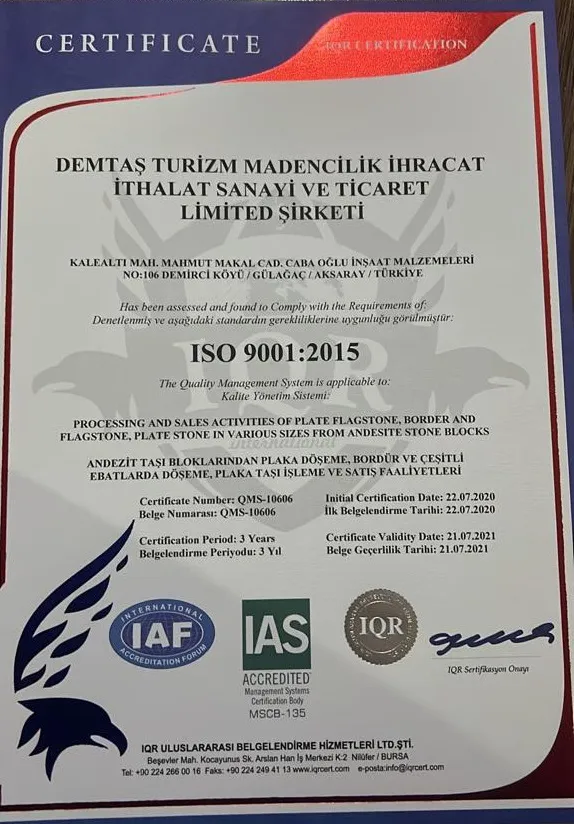 CERTIFICATE
IQR CERTIFICATION
DEMTAŞ TURİZM MADENCİLİK İHRACAT
İTHALAT SANAYİ VE TİCARET
LİMİTED ŞİRKETİ
KALEALTI MAH. MAHMUT MAKAL CAD. CABA OĞLU İNŞAAT MALZEMELERİ
NO:106 DEMİRCİ KÖYÜ / GÜLAĞAÇ / AKSARAY / TÜRKİYE
Has been assessed and found to Comply with the Requirements of:
Denetlenmiş ve aşağıdaki standardın gerekliliklerine uygunluğu görülmüştür:
ISO 9001:2015
IQR
The Quality Management System is applicable to:
Kalite Yönetim Sistemi:
PROCESSING AND SALES ACTIVITIES OF PLATE FLAGSTONE, BORDER AND
FLAGSTONE, PLATE STONE IN VARIOUS SIZES FROM ANDESITE STONE BLOCKS
International
ANDEZİT TAŞI BLOKLARINDAN PLAKA DÖŞEME, BORDÜR VE ÇEŞİTLİ
EBATLARDA DÖŞEME, PLAKA TAŞI İŞLEME VE SATIŞ FAALİYETLERİ
Certificate Number: QMS-10606 Initial Certification Date: 22.07.2020
Belge Numarası: QMS-10606 İlk Belgelendirme Tarihi: 22.07.2020
Certification Period: 3 Years Certificate Validity Date: 21.07.2021
Belgelendirme Periyodu: 3 Yıl Belge Geçerlilik Tarihi: 21.07.2021
INTERNATIONAL
IAF
ACCREDITATION FORUM
IAS
ACCREDITED
Management Systems
Certification Body
MSCB-135
IQR
IQR Sertifikasyon Onayı
IQR ULUSLARARASI BELGELENDİRME HİZMETLERİ LTD.ŞTİ.
Beşevler Mah. Kocayunus Sk. Arslan Han İş Merkezi K:2 Nilüfer / BURSA
Tel: +90 224 266 00 16 Faks: +90 224 249 41 13 www.iqrcert.com e-posta:info@iqrcert.com